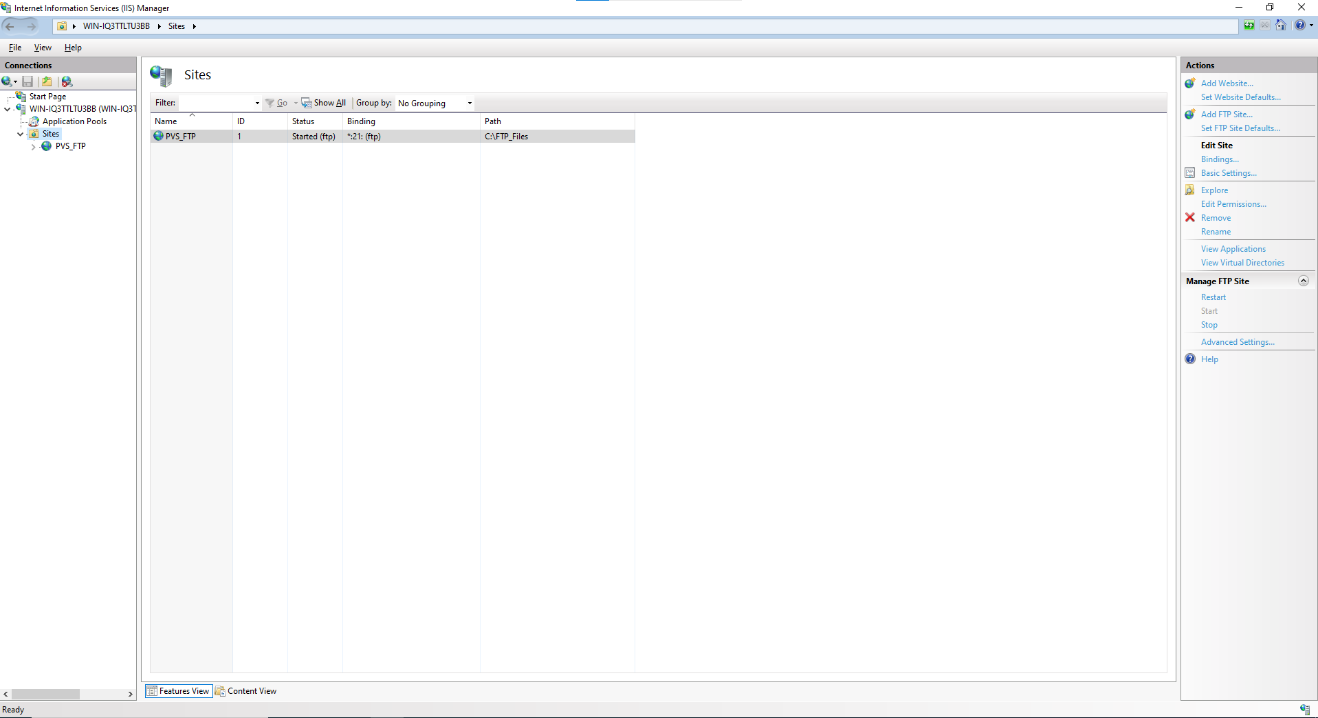 Internet Information Services (IIS) Manager
WIN-IQ3TTLTU3BB Sites
File View Help
Connections
Start Page
WIN-IQ3TTLTU3BB (WIN-IQ3T
Application Pools
Sites
PVS_FTP
Sites
Filter: Go Show All Group by: No Grouping
Name ID Status Binding Path
PVS_FTP 1 Started (ftp) *:21: (ftp) C:\FTP_Files
Features View Content View
Actions
Add Website...
Set Website Defaults...
Add FTP Site...
Set FTP Site Defaults...
Edit Site
Bindings...
Basic Settings...
Explore
Edit Permissions...
Remove
Rename
View Applications
View Virtual Directories
Manage FTP Site
Restart
Start
Stop
Advanced Settings...
Help
Ready